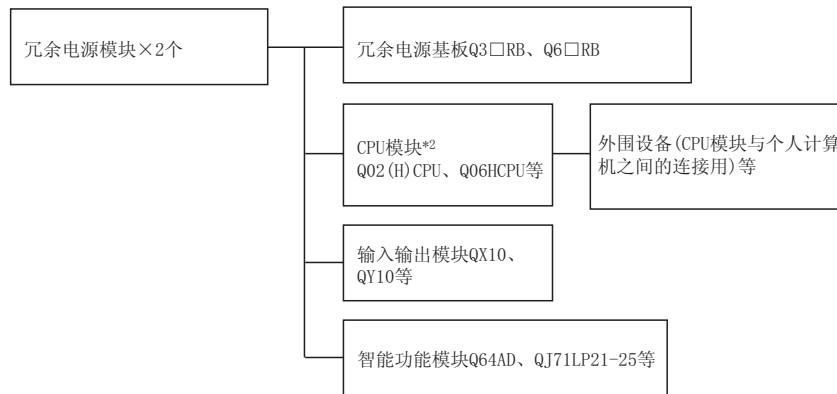 冗余电源模块×2个
冗余电源基板Q3□RB、Q6□RB
CPU模块*2
Q02(H)CPU、Q06HCPU等
外围设备(CPU模块与个人计算
机之间的连接用)等
输入输出模块QX10、
QY10等
智能功能模块Q64AD、QJ71LP21-25等